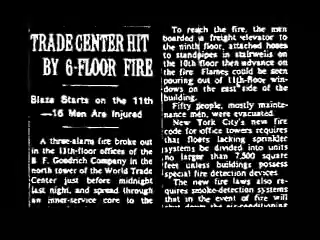 TRADE CENTER HIT
BY 6-FLOOR FIRE
Blaze Starts on the 11th
—16 Men Are Injured
A three-alarm fire broke out
in the 11th-floor offices of the
B. F. Goodrich Company in the
north tower of the World Trade
Center just before midnight
last night, and spread through
an inner-service core to the
To reach the fire, the men
boarded a freight elevator to
the ninth floor, attached hoses
to standpipes in stairwells on
the 10th floor then advance on
the fire Flames could be seen
pouring out of 11th-floor win-
dows on the east side of the
building.
Fifty people, mostly mainte-
nance men, were evacuated.
New York City's new fire
code for office towers requires
that floors lacking sprinkler
systems be divided into units
no larger than 7,500 square
feet unless buildings possess
special fire detection devices.
The new fire laws also re-
quires smoke-detection systems
that in the event of fire will
shut down the air-conditioning